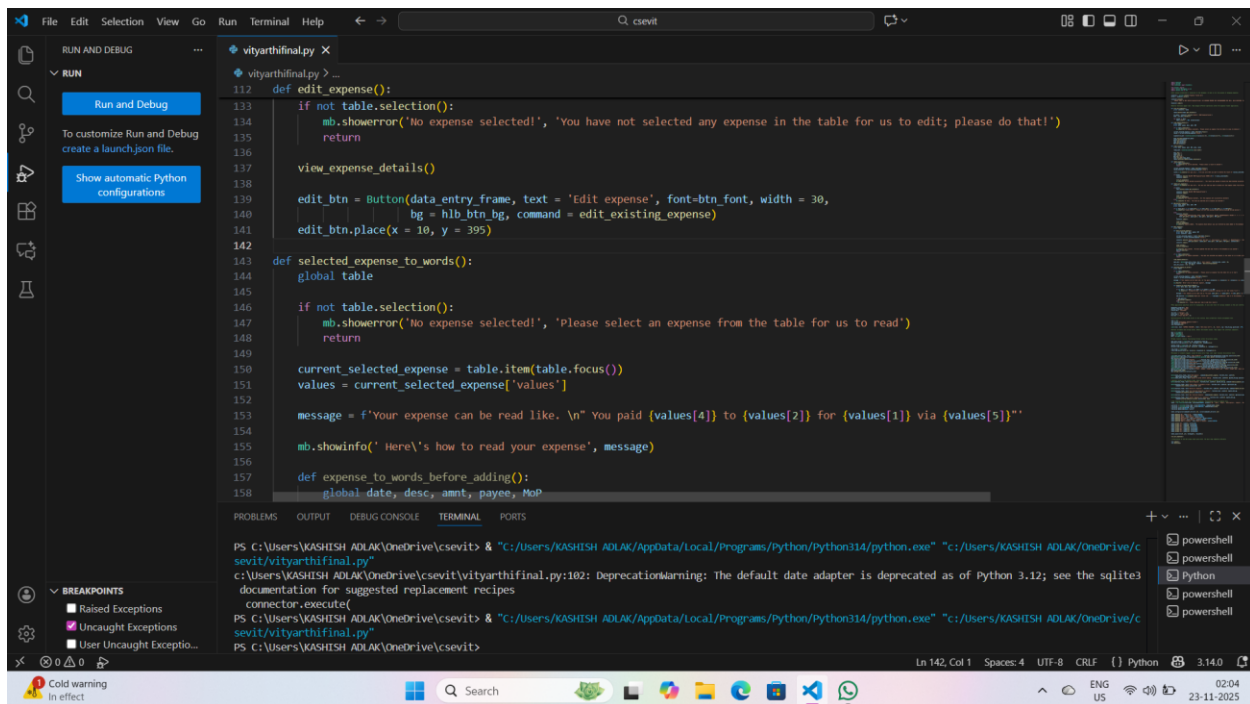 File Edit Selection View Go Run Terminal Help
csevit
RUN AND DEBUG
RUN
Run and Debug
To customize Run and Debug
create a launch.json file.
Show automatic Python
configurations
BREAKPOINTS
Raised Exceptions
Uncaught Exceptions
User Uncaught Exceptio...
vityarthifinal.py
vityarthifinal.py > ...
112 def edit_expense():
133 if not table.selection():
134 mb.showerror('No expense selected!', 'You have not selected any expense in the table for us to edit; please do that!')
135 return
136
137 view_expense_details()
138
139 edit_btn = Button(data_entry_frame, text = 'Edit expense', font=btn_font, width = 30,
140 bg = hlb_btn_bg, command = edit_existing_expense)
141 edit_btn.place(x = 10, y = 395)
142
143 def selected_expense_to_words():
144 global table
145
146 if not table.selection():
147 mb.showerror('No expense selected!', 'Please select an expense from the table for us to read')
148 return
149
150 current_selected_expense = table.item(table.focus())
151 values = current_selected_expense['values']
152
153 message = f'Your expense can be read like. \n" You paid {values[4]} to {values[2]} for {values[1]} via {values[5]}"'
154
155 mb.showinfo(' Here\'s how to read your expense', message)
156
157 def expense_to_words_before_adding():
158 global date, desc, amnt, payee, MoP
PROBLEMS OUTPUT DEBUG CONSOLE TERMINAL PORTS
PS C:\Users\KASHISH ADLAK\OneDrive\csevit> & "C:/Users/KASHISH ADLAK/AppData/Local/Programs/Python/Python314/python.exe" "c:/Users/KASHISH ADLAK/OneDrive/c
sevit/vityarthifinal.py"
c:\Users\KASHISH ADLAK\OneDrive\csevit\vityarthifinal.py:102: DeprecationWarning: The default date adapter is deprecated as of Python 3.12; see the sqlite3
documentation for suggested replacement recipes
connector.execute(
PS C:\Users\KASHISH ADLAK\OneDrive\csevit> & "C:/Users/KASHISH ADLAK/AppData/Local/Programs/Python/Python314/python.exe" "c:/Users/KASHISH ADLAK/OneDrive/c
sevit/vityarthifinal.py"
PS C:\Users\KASHISH ADLAK\OneDrive\csevit>
powershell
powershell
Python
powershell
powershell
0 0
Ln 142, Col 1 Spaces: 4 UTF-8 CRLF {} Python 3.14.0
1
Cold warning
In effect
Search
ENG
US
02:04
23-11-2025